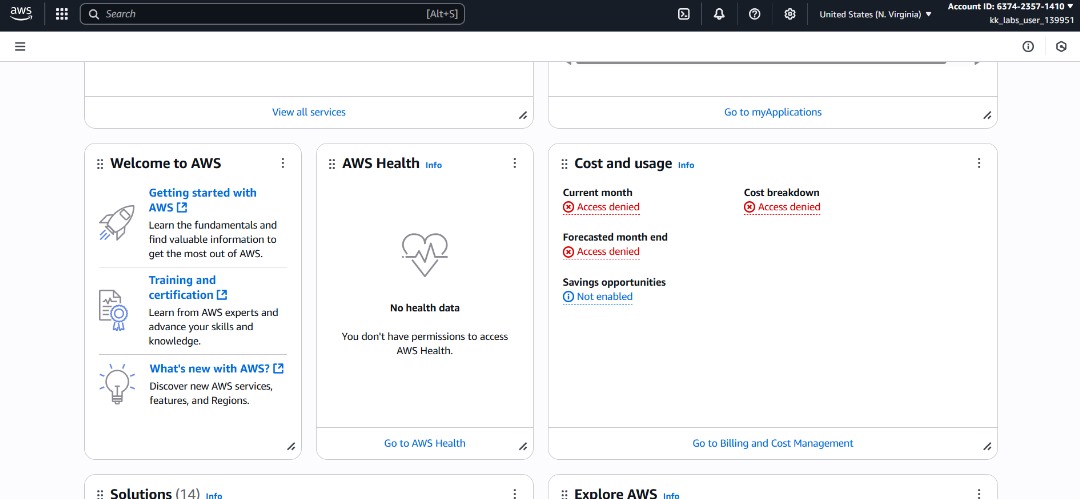 aws
Search
[Alt+S]
United States (N. Virginia)
Account ID: 6374-2357-1410
kk_labs_user_139951
View all services
Go to myApplications
Welcome to AWS
Getting started with
AWS
Learn the fundamentals and
find valuable information to
get the most out of AWS.
Training and
certification
Learn from AWS experts and
advance your skills and
knowledge.
What's new with AWS?
Discover new AWS services,
features, and Regions.
AWS Health Info
No health data
You don't have permissions to access
AWS Health.
Go to AWS Health
Cost and usage Info
Current month
Access denied
Forecasted month end
Access denied
Savings opportunities
Not enabled
Cost breakdown
Access denied
Go to Billing and Cost Management
Solutions (14) Info
Explore AWS Info